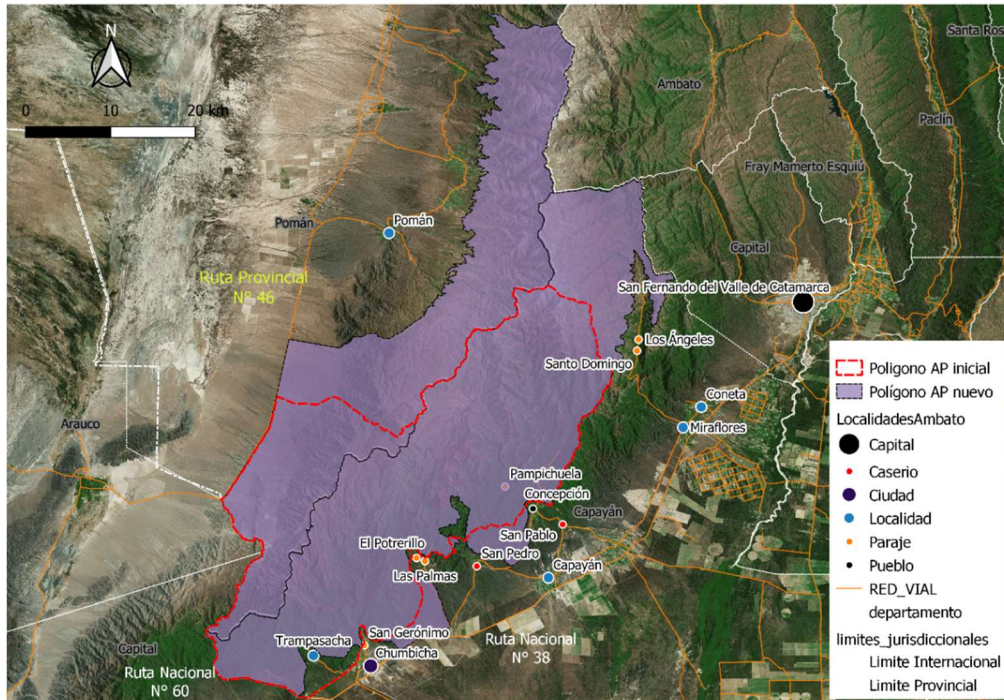 N
0 10 20 km
Santa Ros
Ambato
Paclín
Fray Mamerto Esquiú
Pomán
Pomán
Capital
Ruta Provincial
N° 46
San Fernando del Valle de Catamarca
Los Ángeles
Santo Domingo
Coneta
Miraflores
Arauco
Pampichuela
Concepción
Capayán
San Pablo
El Potrerillo
San Pedro
Las Palmas
Capayán
San Gerónimo
Trampasacha
Chumbicha
Ruta Nacional
N° 38
Capital
Ruta Nacional
N° 60
Poligono AP inicial
Polígono AP nuevo
LocalidadesAmbato
Capital
Caserio
Ciudad
Localidad
Paraje
Pueblo
RED_VIAL
departamento
limites_jurisdiccionales
Limite Internacional
Limite Provincial